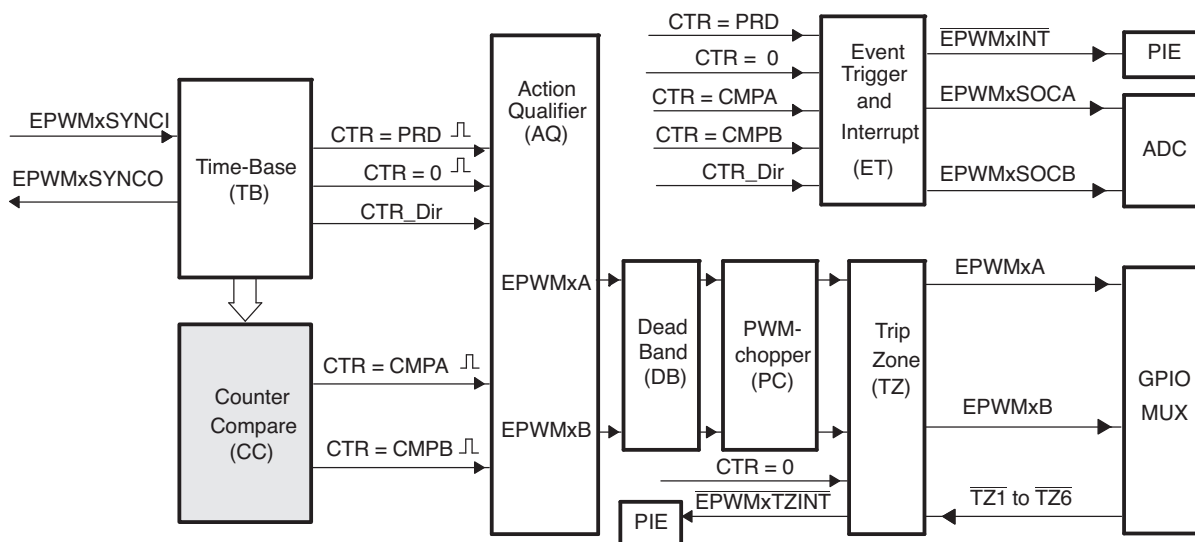 EPWMxSYNCI
EPWMxSYNCO
Time-Base
(TB)
CTR = PRD
CTR = 0
CTR_Dir
Counter
Compare
(CC)
CTR = CMPA
CTR = CMPB
Action
Qualifier
(AQ)
EPWMxA
EPWMxB
CTR = PRD
CTR = 0
CTR = CMPA
CTR = CMPB
CTR_Dir
Event
Trigger
and
Interrupt
(ET)
EPWMxINT
EPWMxSOCA
EPWMxSOCB
PIE
ADC
Dead
Band
(DB)
PWM-
chopper
(PC)
Trip
Zone
(TZ)
CTR = 0
EPWMxTZINT
PIE
EPWMxA
EPWMxB
TZ1 to TZ6
GPIO
MUX